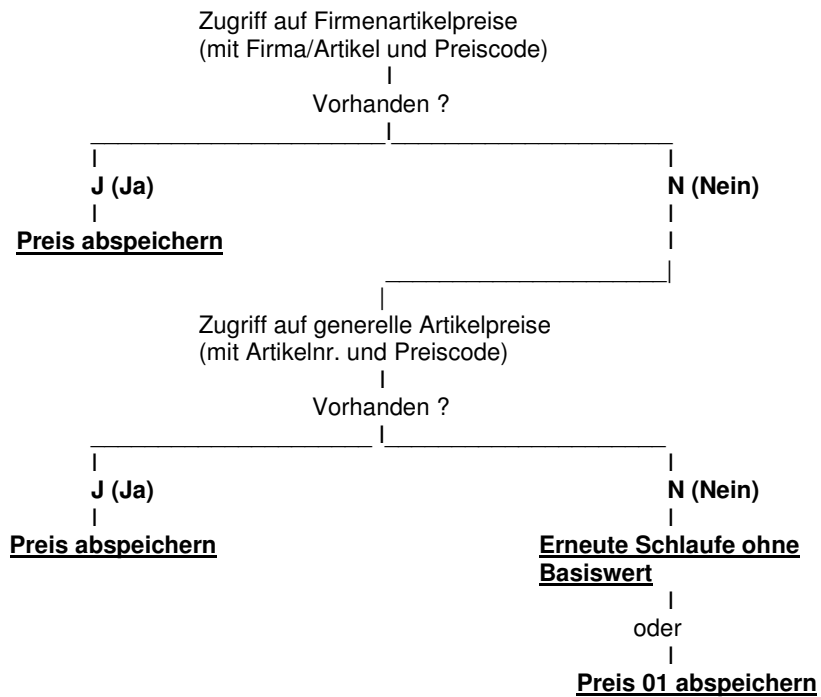 Zugriff auf Firmenartikelpreise
(mit Firma/Artikel und Preiscode)
Vorhanden ?
J (Ja)
N (Nein)
Preis abspeichern
Zugriff auf generelle Artikelpreise
(mit Artikelnr. und Preiscode)
Vorhanden ?
J (Ja)
N (Nein)
Preis abspeichern
Erneute Schlaufe ohne
Basiswert
oder
Preis 01 abspeichern